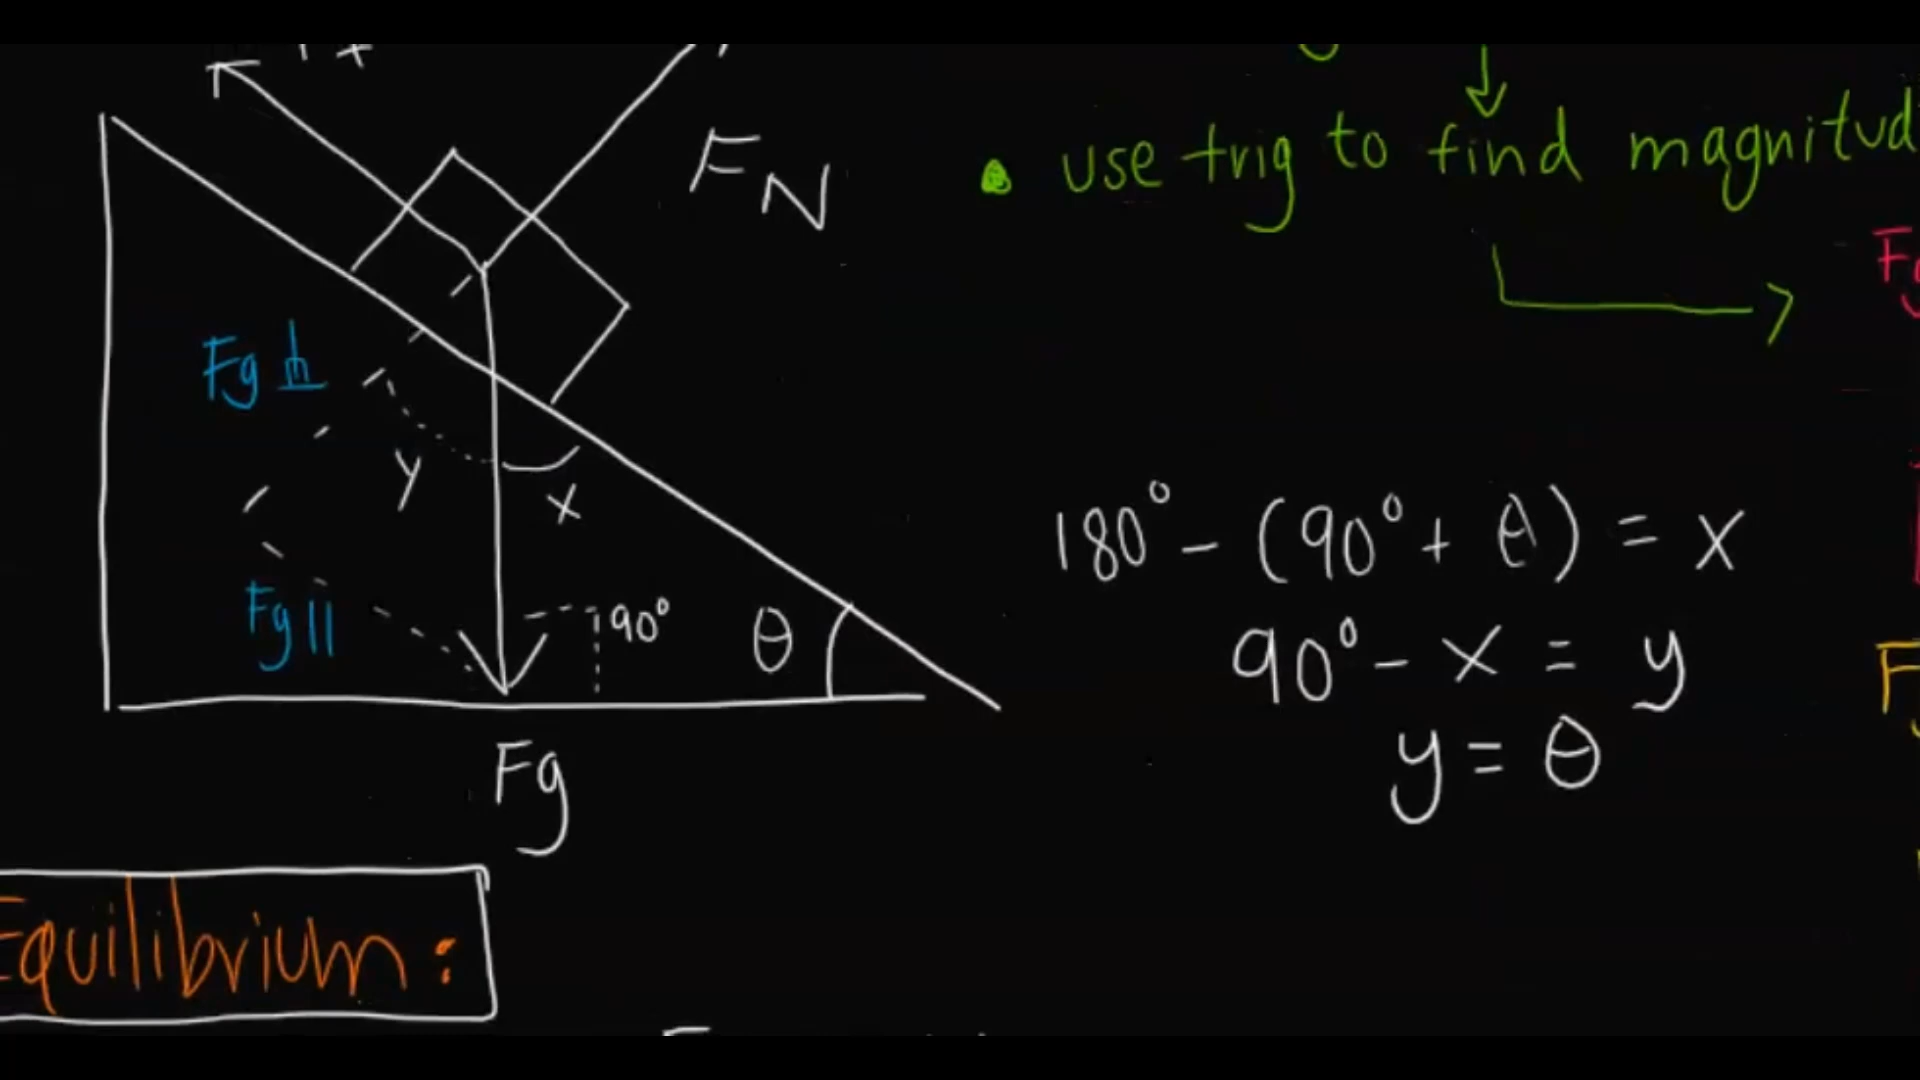 FN
• use trig to find magnitud
Fg ⊥
y
x
180° - (90° + θ) = x
Fg ||
90°
θ
90° - x = y
y = θ
Fg
Equilibrium: